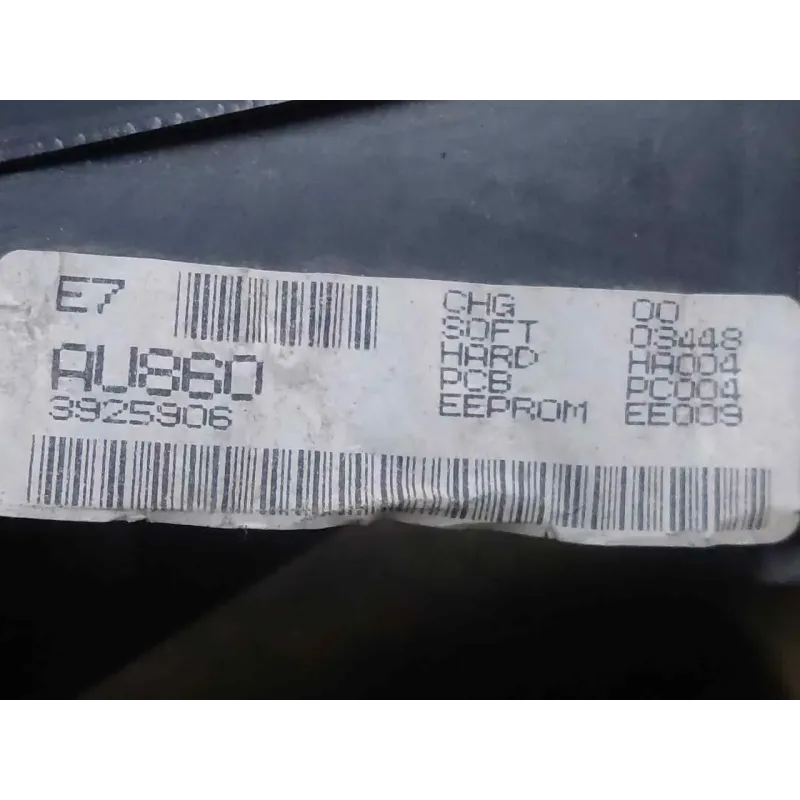 E7
AU860
3925906
CHG 00
SOFT 03448
HARD HA004
PCB PC004
EEPROM EE009